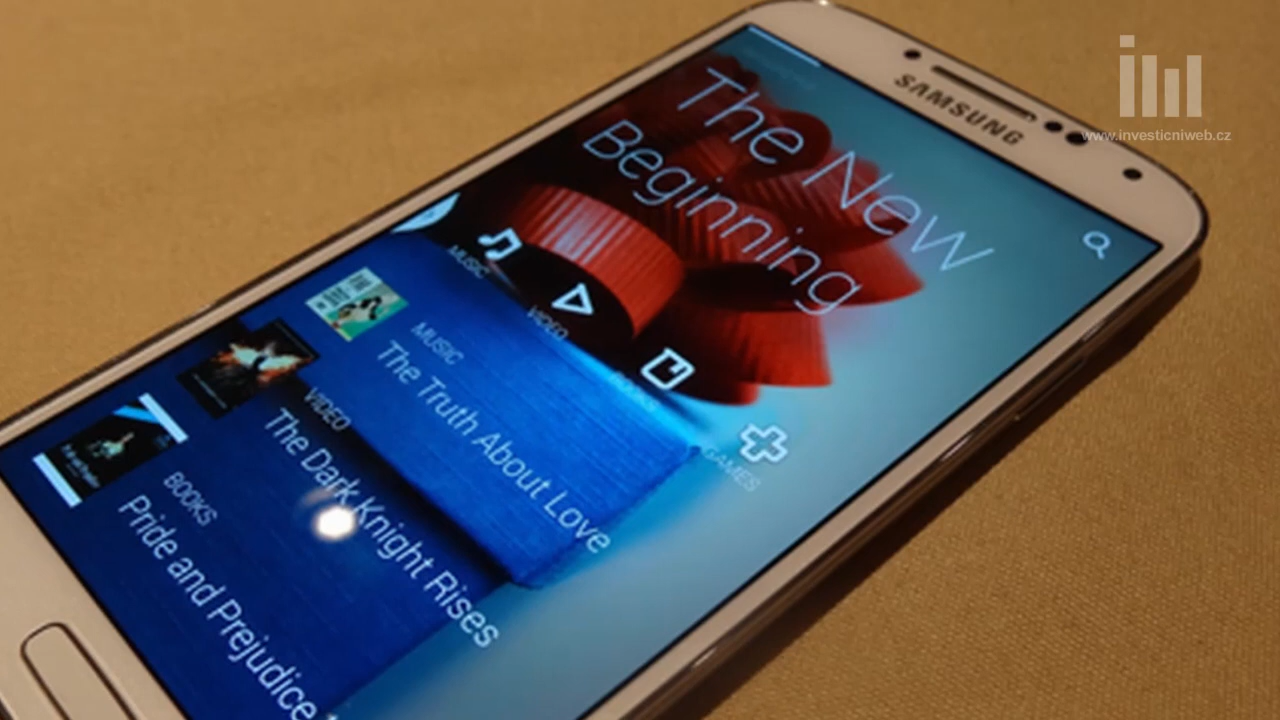 SAMSUNG
www.investicniweb.cz
The New
Beginning
MUSIC
VIDEO
GAMES
MUSIC
The Truth About Love
VIDEO
The Dark Knight Rises
BOOKS
Pride and Prejudice